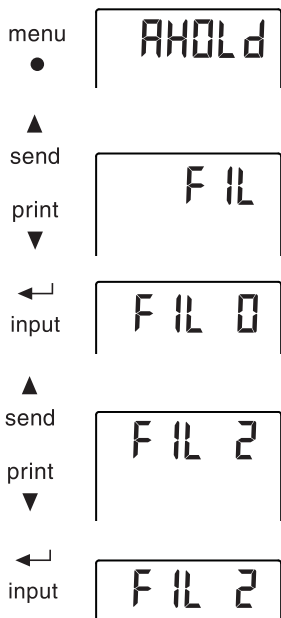 menu
AHOLd
send
print
FIL
input
FIL 0
send
print
FIL 2
input
FIL 2